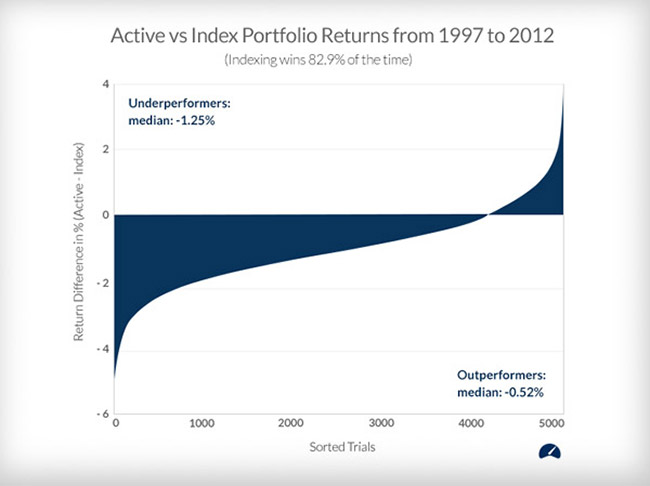 Active vs Index Portfolio Returns from 1997 to 2012
(Indexing wins 82.9% of the time)
4
Underperformers:
median: -1.25%
2
0
- 2
- 4
- 6
Return Difference in % (Active - Index)
Outperformers:
median: -0.52%
0
1000
2000
3000
4000
5000
Sorted Trials